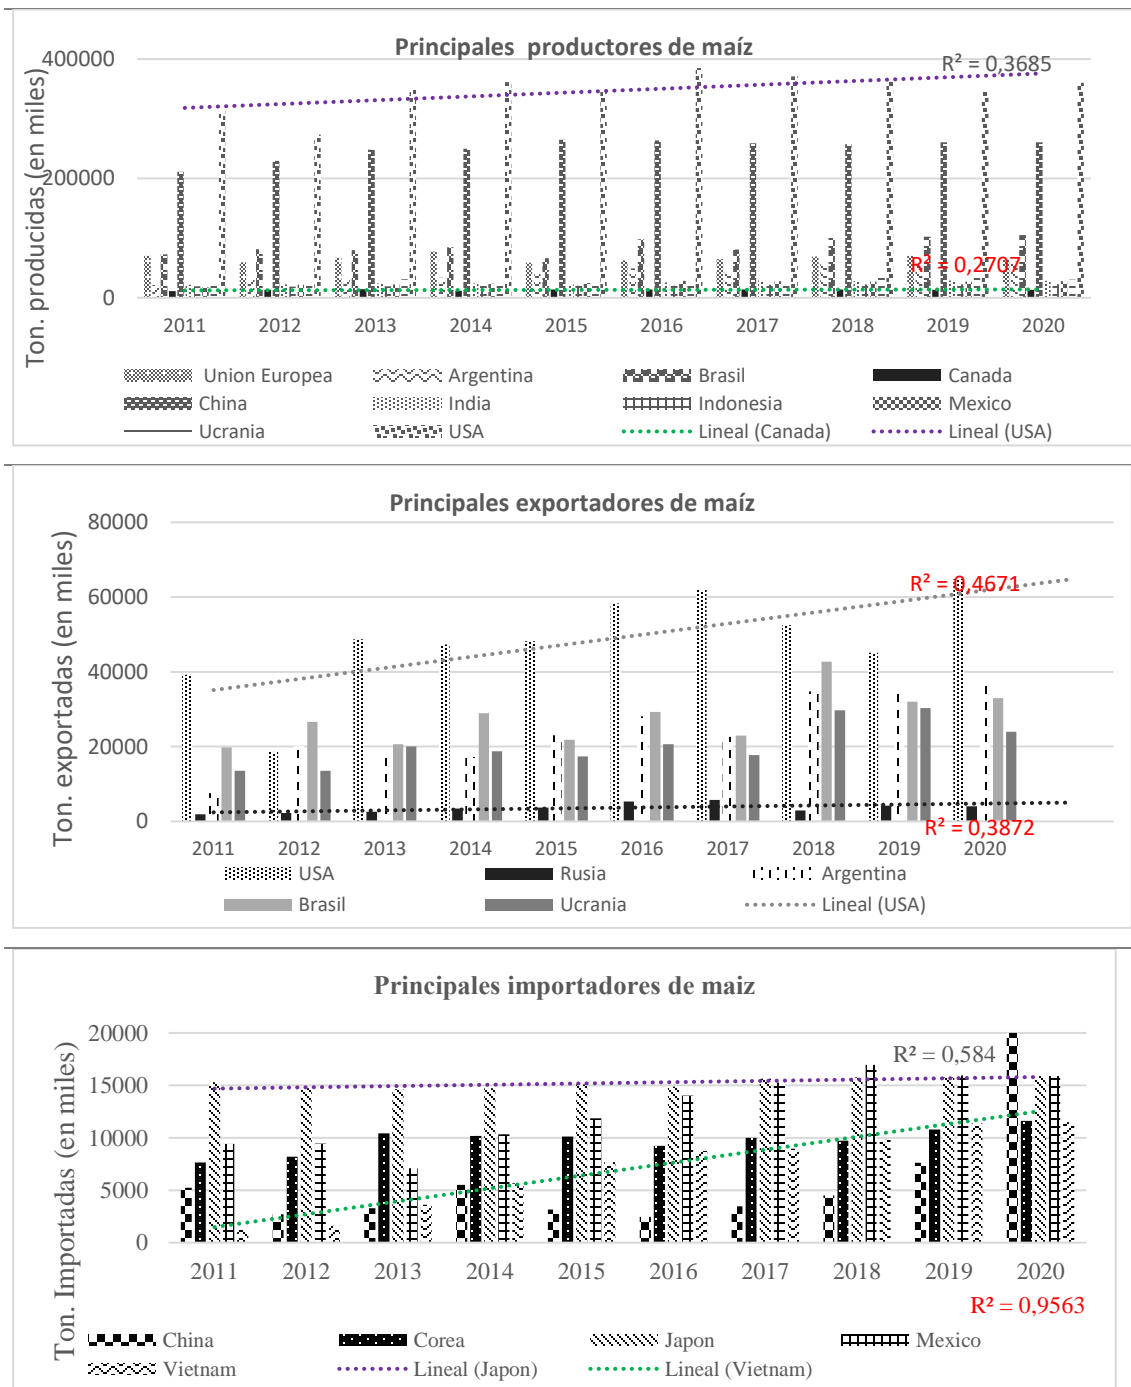 Principales productores de maíz
Ton. producidas (en miles)
400000
200000
0
R² = 0,3685
R² = 0,2707
2011 2012 2013 2014 2015 2016 2017 2018 2019 2020
Union Europea Argentina Brasil Canada
China India Indonesia Mexico
Ucrania USA Lineal (Canada) Lineal (USA)
Principales exportadores de maíz
Ton. exportadas (en miles)
80000
60000
40000
20000
0
R² = 0,4671
R² = 0,3872
2011 2012 2013 2014 2015 2016 2017 2018 2019 2020
USA Rusia Argentina
Brasil Ucrania Lineal (USA)
Principales importadores de maiz
Ton. Importadas (en miles)
20000
15000
10000
5000
0
R² = 0,584
2011 2012 2013 2014 2015 2016 2017 2018 2019 2020
R² = 0,9563
China Corea Japon Mexico
Vietnam Lineal (Japon) Lineal (Vietnam)